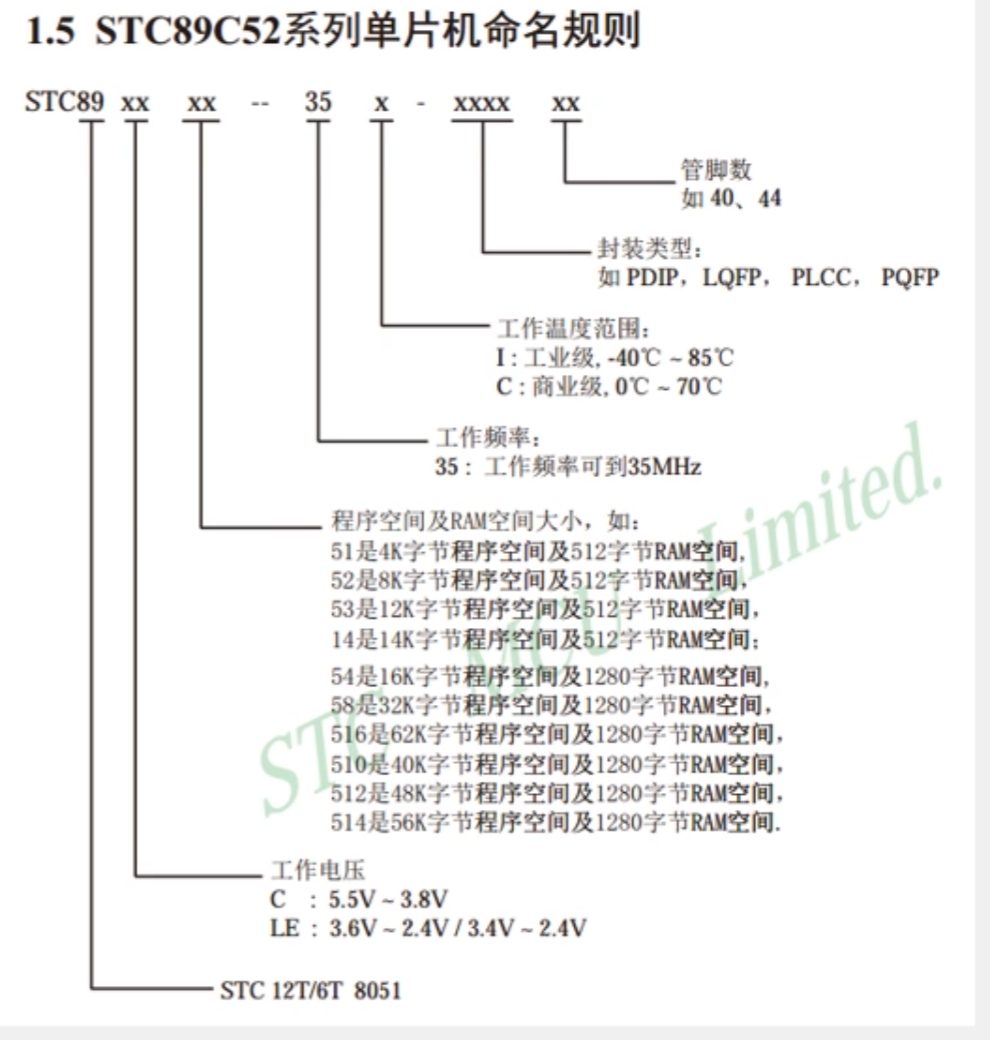 1.5 STC89C52系列单片机命名规则
STC89 xx xx -- 35 x - xxxx xx
管脚数
如 40、44
封装类型：
如 PDIP，LQFP， PLCC， PQFP
工作温度范围：
I : 工业级, -40℃ ~ 85℃
C : 商业级, 0℃ ~ 70℃
工作频率：
35： 工作频率可到35MHz
程序空间及RAM空间大小，如：
51是4K字节程序空间及512字节RAM空间,
52是8K字节程序空间及512字节RAM空间，
53是12K字节程序空间及512字节RAM空间，
14是14K字节程序空间及512字节RAM空间；
54是16K字节程序空间及1280字节RAM空间,
58是32K字节程序空间及1280字节RAM空间，
516是62K字节程序空间及1280字节RAM空间，
510是40K字节程序空间及1280字节RAM空间，
512是48K字节程序空间及1280字节RAM空间，
514是56K字节程序空间及1280字节RAM空间.
工作电压
C ： 5.5V ~ 3.8V
LE ： 3.6V ~ 2.4V / 3.4V ~ 2.4V
STC 12T/6T 8051
STC MCU Limited.